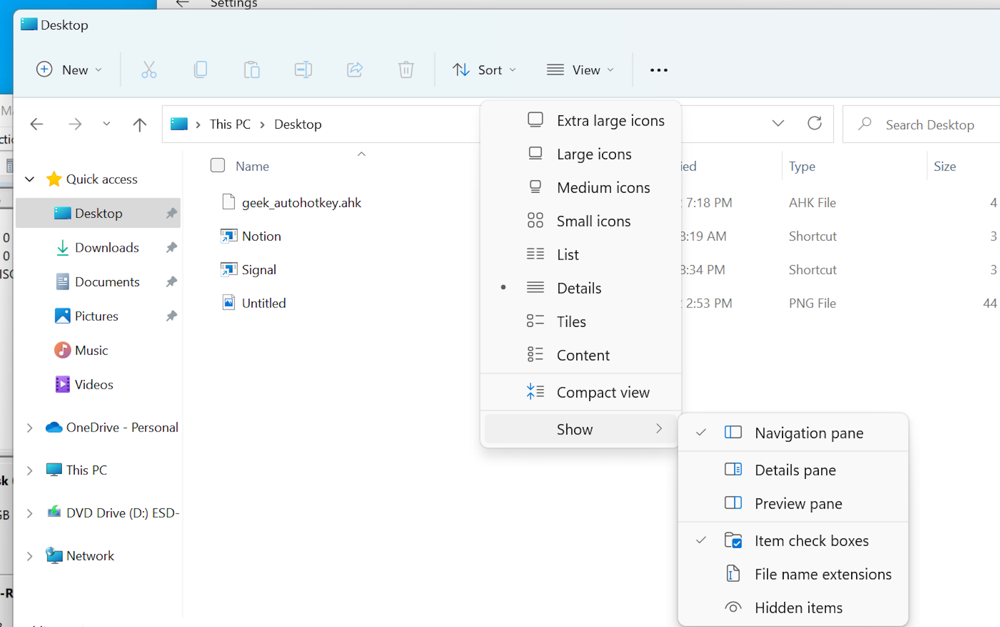 Settings
Desktop
New
Sort
View
This PC
Desktop
Search Desktop
Name
Type
Size
Quick access
Desktop
Downloads
Documents
Pictures
Music
Videos
OneDrive - Personal
This PC
DVD Drive (D:) ESD-
Network
geek_autohotkey.ahk
7:18 PM
AHK File
4
Notion
8:19 AM
Shortcut
3
Signal
8:34 PM
Shortcut
3
Untitled
2:53 PM
PNG File
44
Extra large icons
Large icons
Medium icons
Small icons
List
Details
Tiles
Content
Compact view
Show
Navigation pane
Details pane
Preview pane
Item check boxes
File name extensions
Hidden items
0
0